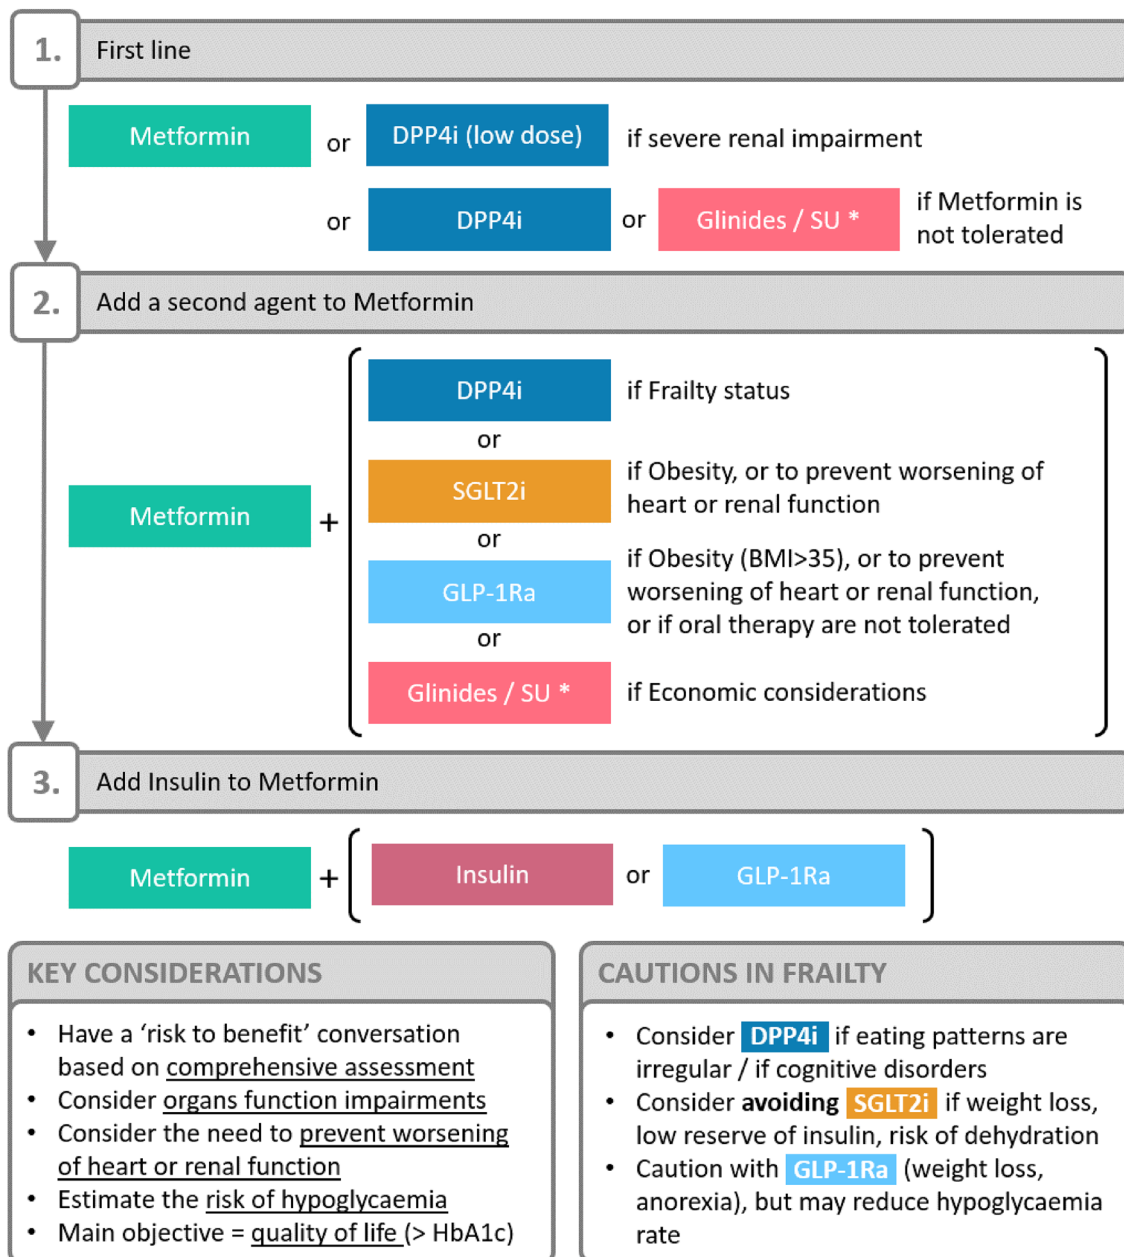 1.
First line
Metformin or DPP4i (low dose) if severe renal impairment
or DPP4i or Glinides / SU * if Metformin is
not tolerated
2.
Add a second agent to Metformin
DPP4i if Frailty status
or
SGLT2i if Obesity, or to prevent worsening of
heart or renal function
Metformin +
or
GLP-1Ra if Obesity (BMI>35), or to prevent
worsening of heart or renal function,
or if oral therapy are not tolerated
or
Glinides / SU * if Economic considerations
3.
Add Insulin to Metformin
Metformin + Insulin or GLP-1Ra
KEY CONSIDERATIONS
• Have a ‘risk to benefit’ conversation
based on comprehensive assessment
• Consider organs function impairments
• Consider the need to prevent worsening
of heart or renal function
• Estimate the risk of hypoglycaemia
• Main objective = quality of life (> HbA1c)
CAUTIONS IN FRAILTY
• Consider DPP4i if eating patterns are
irregular / if cognitive disorders
• Consider avoiding SGLT2i if weight loss,
low reserve of insulin, risk of dehydration
• Caution with GLP-1Ra (weight loss,
anorexia), but may reduce hypoglycaemia
rate